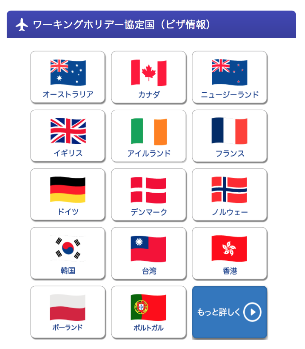 ワーキングホリデー協定国（ビザ情報）
オーストラリア
カナダ
ニュージーランド
イギリス
アイルランド
フランス
ドイツ
デンマーク
ノルウェー
韓国
台湾
香港
ポーランド
ポルトガル
もっと詳しく